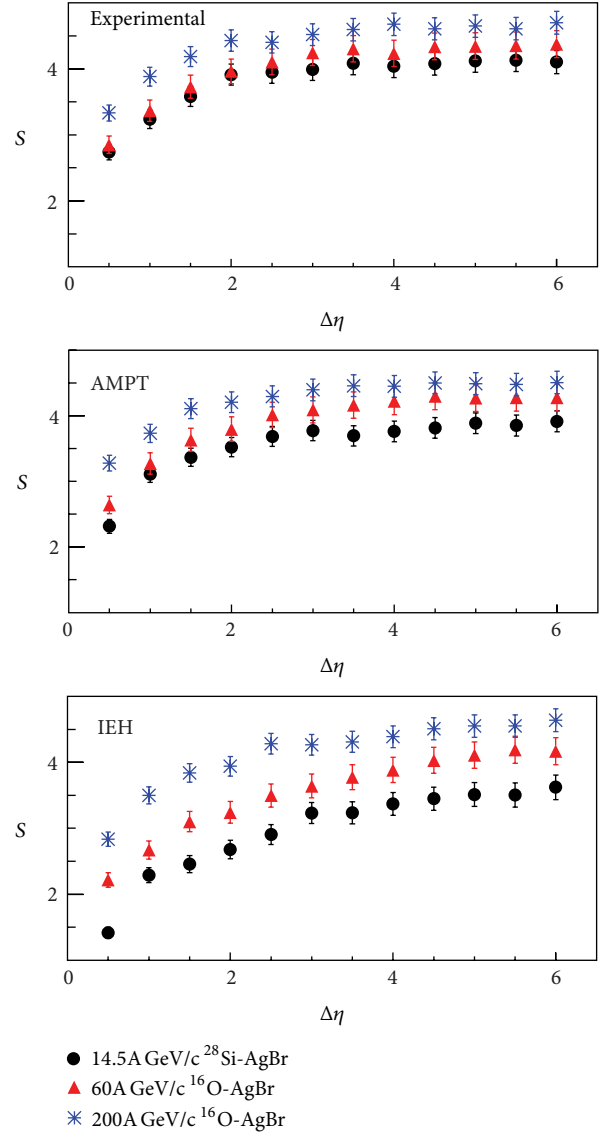 Experimental
4
S
2
0 2 4 6
Δη
AMPT
4
S
2
0 2 4 6
Δη
IEH
4
S
2
0 2 4 6
Δη
14.5A GeV/c ²⁸Si-AgBr
60A GeV/c ¹⁶O-AgBr
200A GeV/c ¹⁶O-AgBr